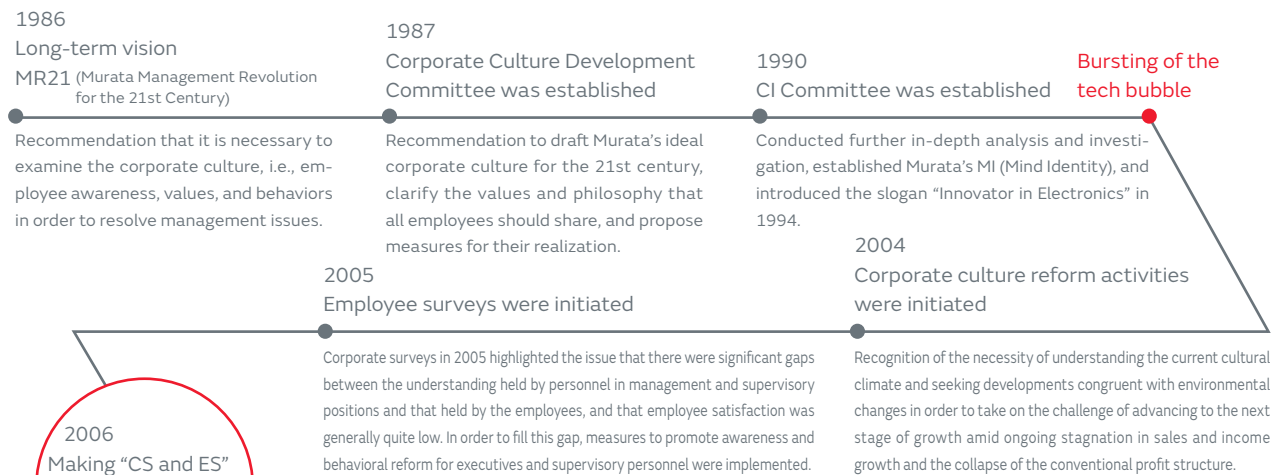 1986
Long-term vision
MR21 (Murata Management Revolution
for the 21st Century)
Recommendation that it is necessary to
examine the corporate culture, i.e., em-
ployee awareness, values, and behaviors
in order to resolve management issues.
1987
Corporate Culture Development
Committee was established
Recommendation to draft Murata's ideal
corporate culture for the 21st century,
clarify the values and philosophy that
all employees should share, and propose
measures for their realization.
1990
CI Committee was established
Conducted further in-depth analysis and investi-
gation, established Murata's MI (Mind Identity), and
introduced the slogan “Innovator in Electronics” in
1994.
Bursting of the
tech bubble
2004
Corporate culture reform activities
were initiated
Recognition of the necessity of understanding the current cultural
climate and seeking developments congruent with environmental
changes in order to take on the challenge of advancing to the next
stage of growth amid ongoing stagnation in sales and income
growth and the collapse of the conventional profit structure.
2005
Employee surveys were initiated
Corporate surveys in 2005 highlighted the issue that there were significant gaps
between the understanding held by personnel in management and supervisory
positions and that held by the employees, and that employee satisfaction was
generally quite low. In order to fill this gap, measures to promote awareness and
behavioral reform for executives and supervisory personnel were implemented.
2006
Making “CS and ES”